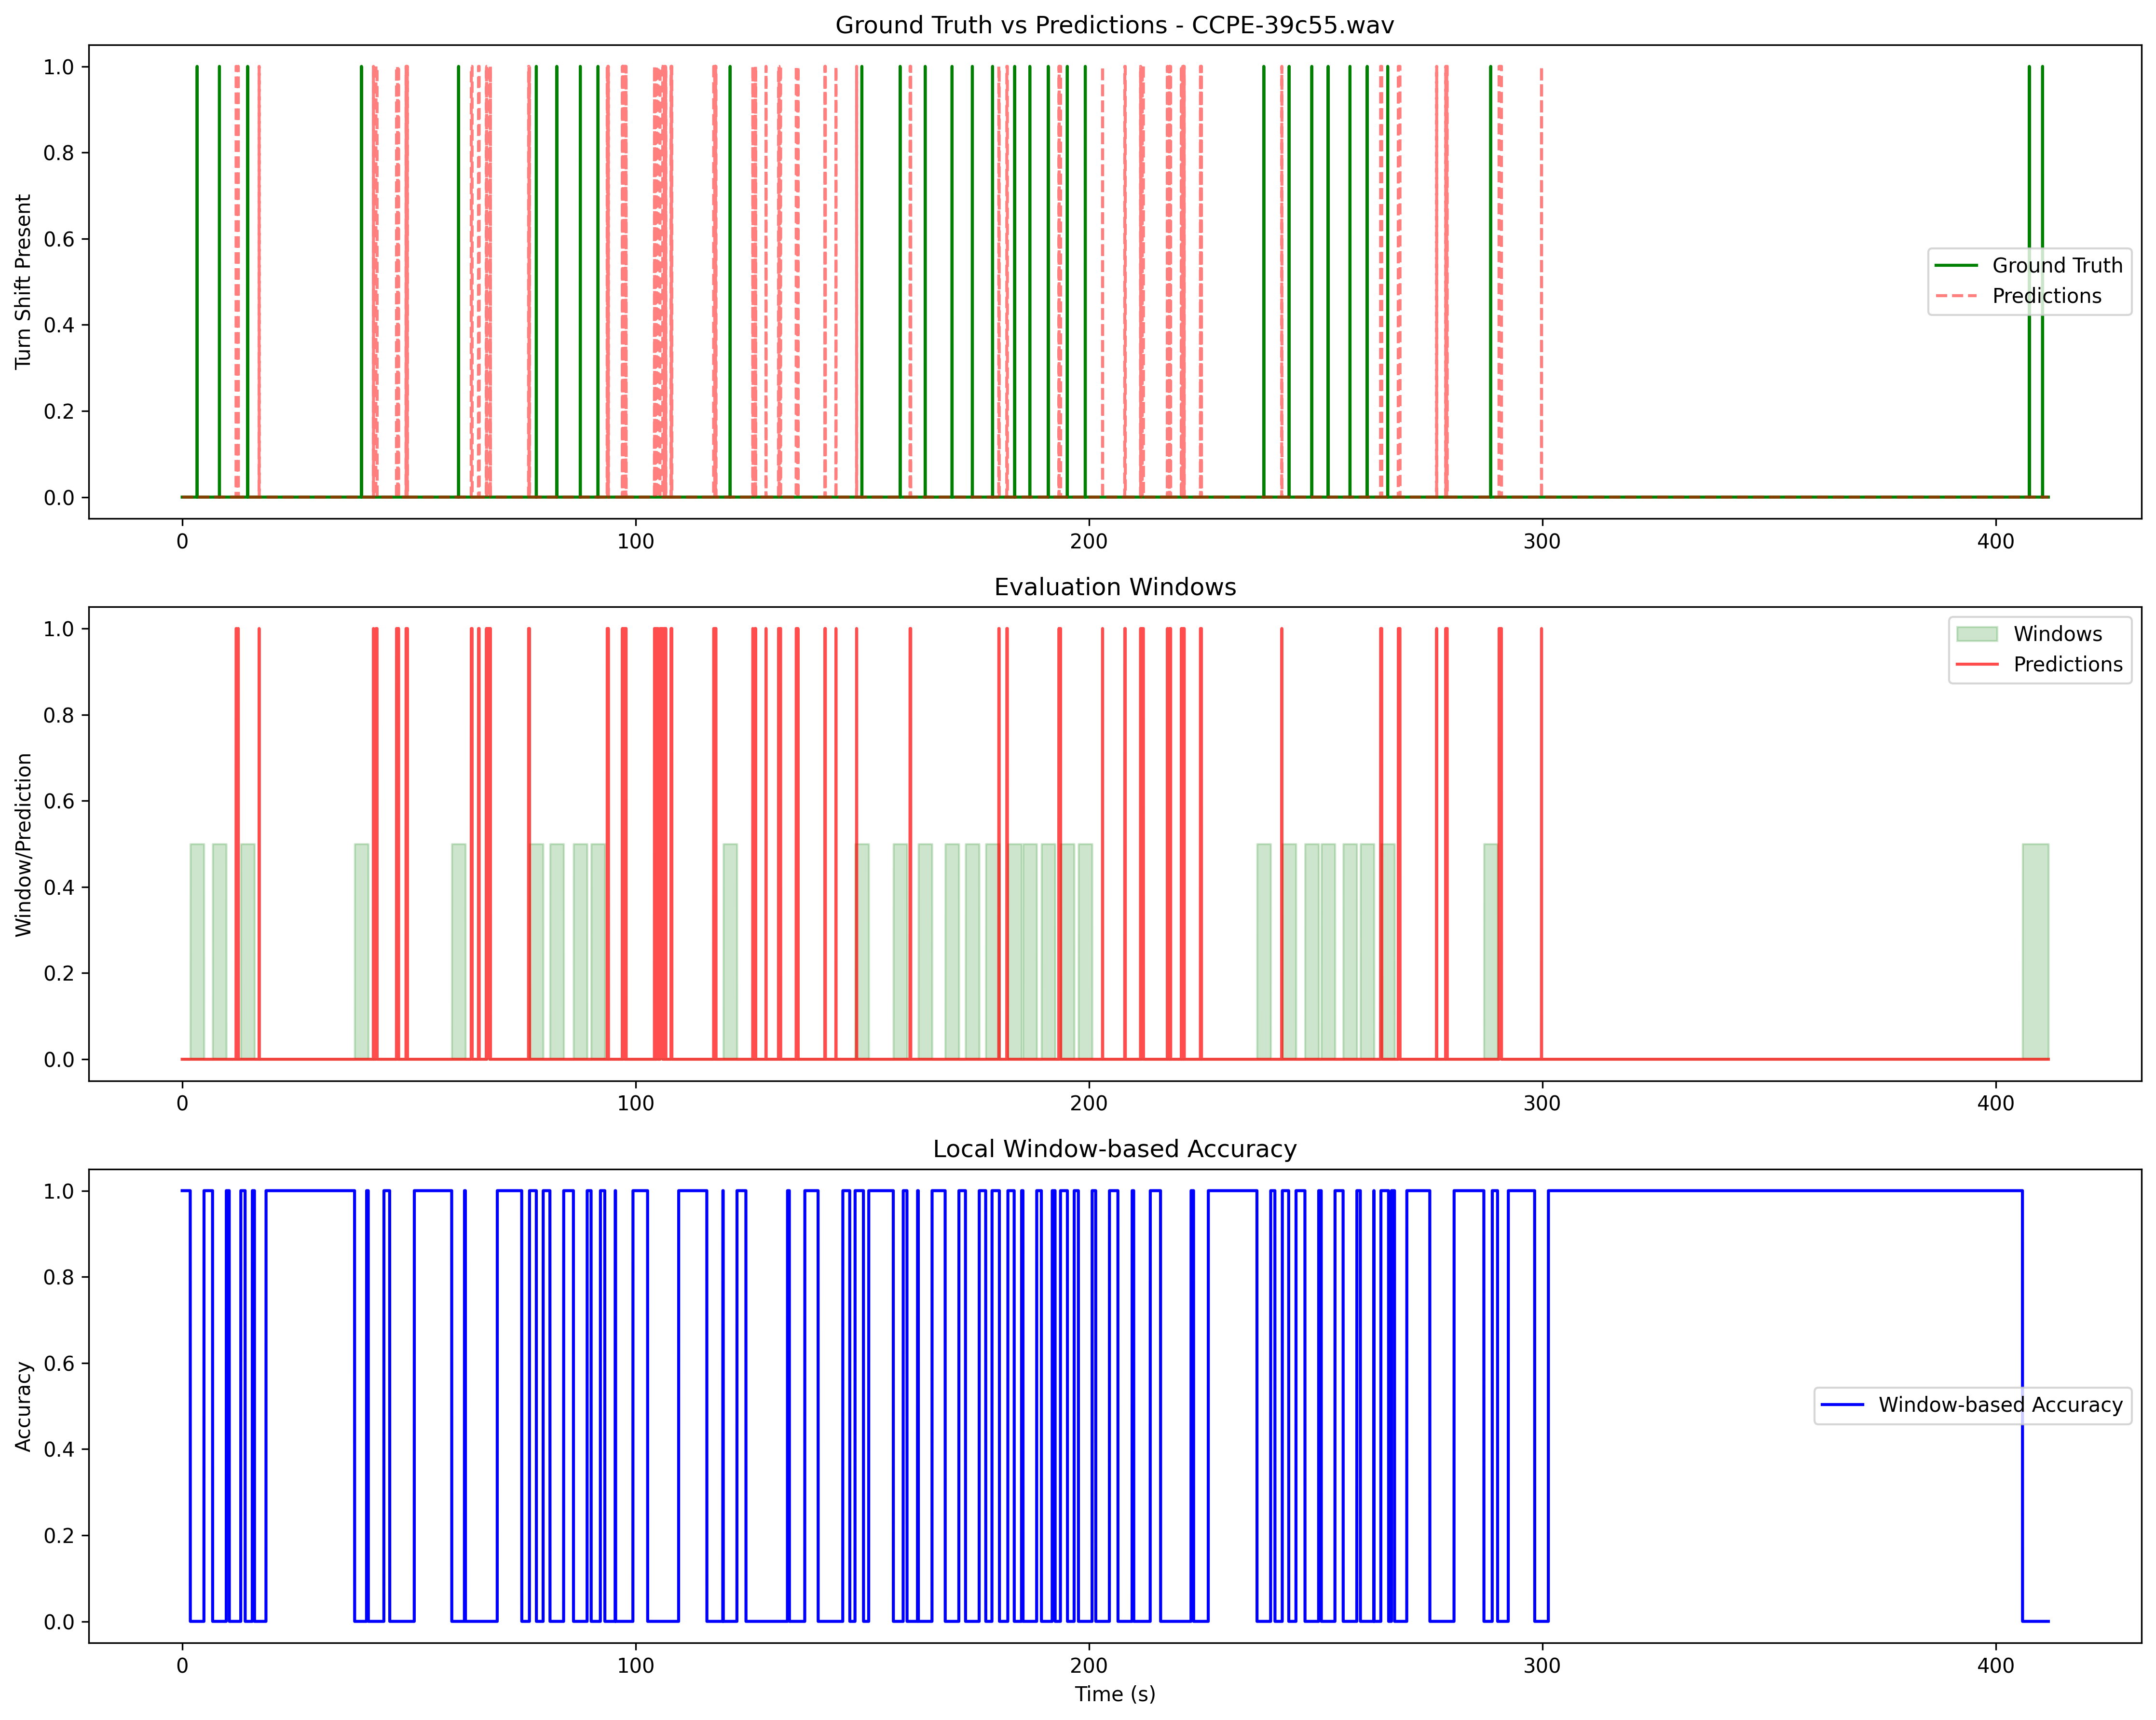 Ground Truth vs Predictions - CCPE-39c55.wav
Turn Shift Present
1.0
0.8
0.6
0.4
0.2
0.0
Ground Truth
Predictions
0 100 200 300 400
Evaluation Windows
Window/Prediction
1.0
0.8
0.6
0.4
0.2
0.0
Windows
Predictions
0 100 200 300 400
Local Window-based Accuracy
Accuracy
1.0
0.8
0.6
0.4
0.2
0.0
Window-based Accuracy
0 100 200 300 400
Time (s)